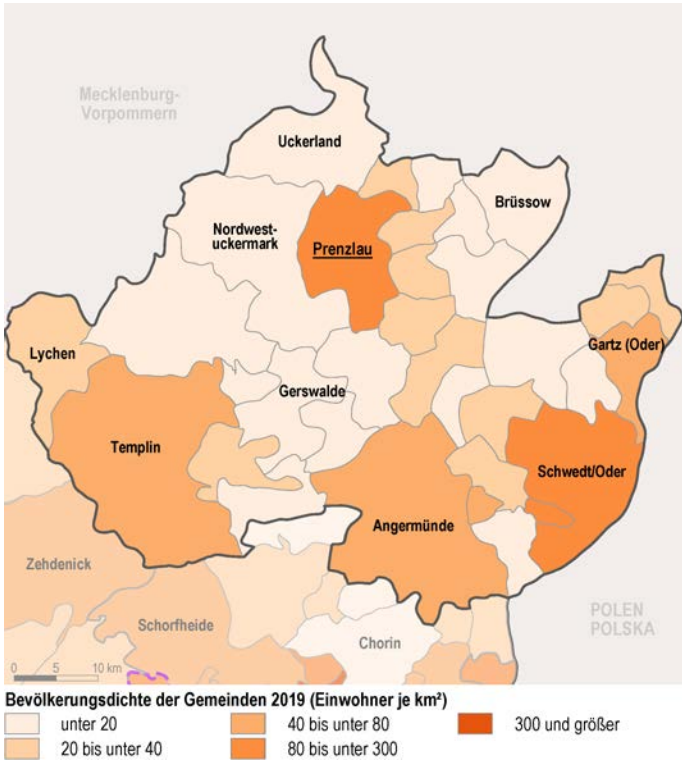 Mecklenburg-
Vorpommern
Uckerland
Brüssow
Nordwest-
uckermark
Prenzlau
Lychen
Gartz (Oder)
Gerswalde
Templin
Schwedt/Oder
Angermünde
Zehdenick
Schorfheide
Chorin
POLEN
POLSKA
0 5 10 km
Bevölkerungsdichte der Gemeinden 2019 (Einwohner je km²)
unter 20
40 bis unter 80
300 und größer
20 bis unter 40
80 bis unter 300